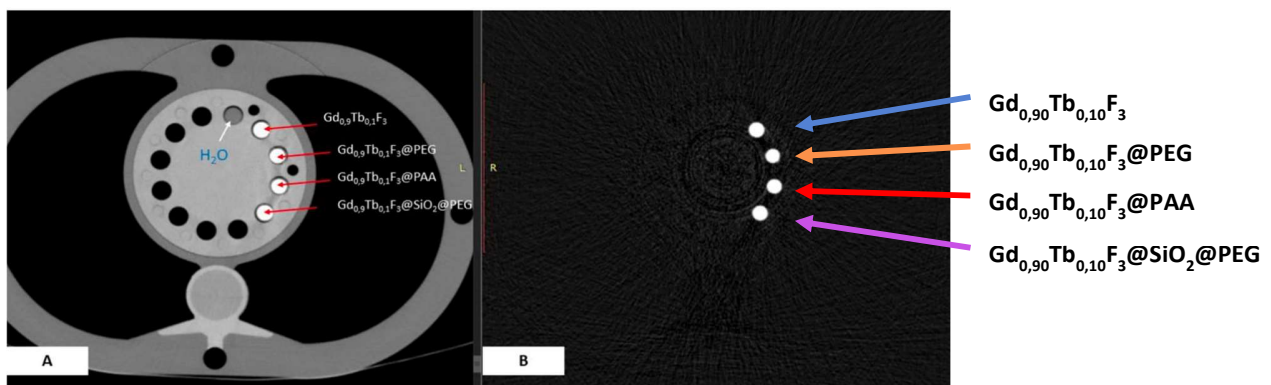 Gd0,9Tb0,1F3
H2O
Gd0,9Tb0,1F3@PEG
Gd0,9Tb0,1F3@PAA
Gd0,9Tb0,1F3@SiO2@PEG
L
A
R
B
Gd0,90Tb0,10F3
Gd0,90Tb0,10F3@PEG
Gd0,90Tb0,10F3@PAA
Gd0,90Tb0,10F3@SiO2@PEG